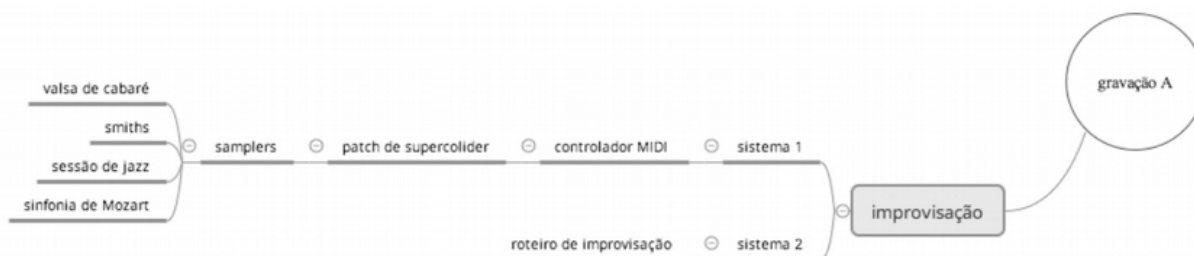 gravação A
valsa de cabaré
smiths
samplers
patch de supercolider
controlador MIDI
sistema 1
sessão de jazz
sinfonia de Mozart
improvisação
roteiro de improvisação
sistema 2